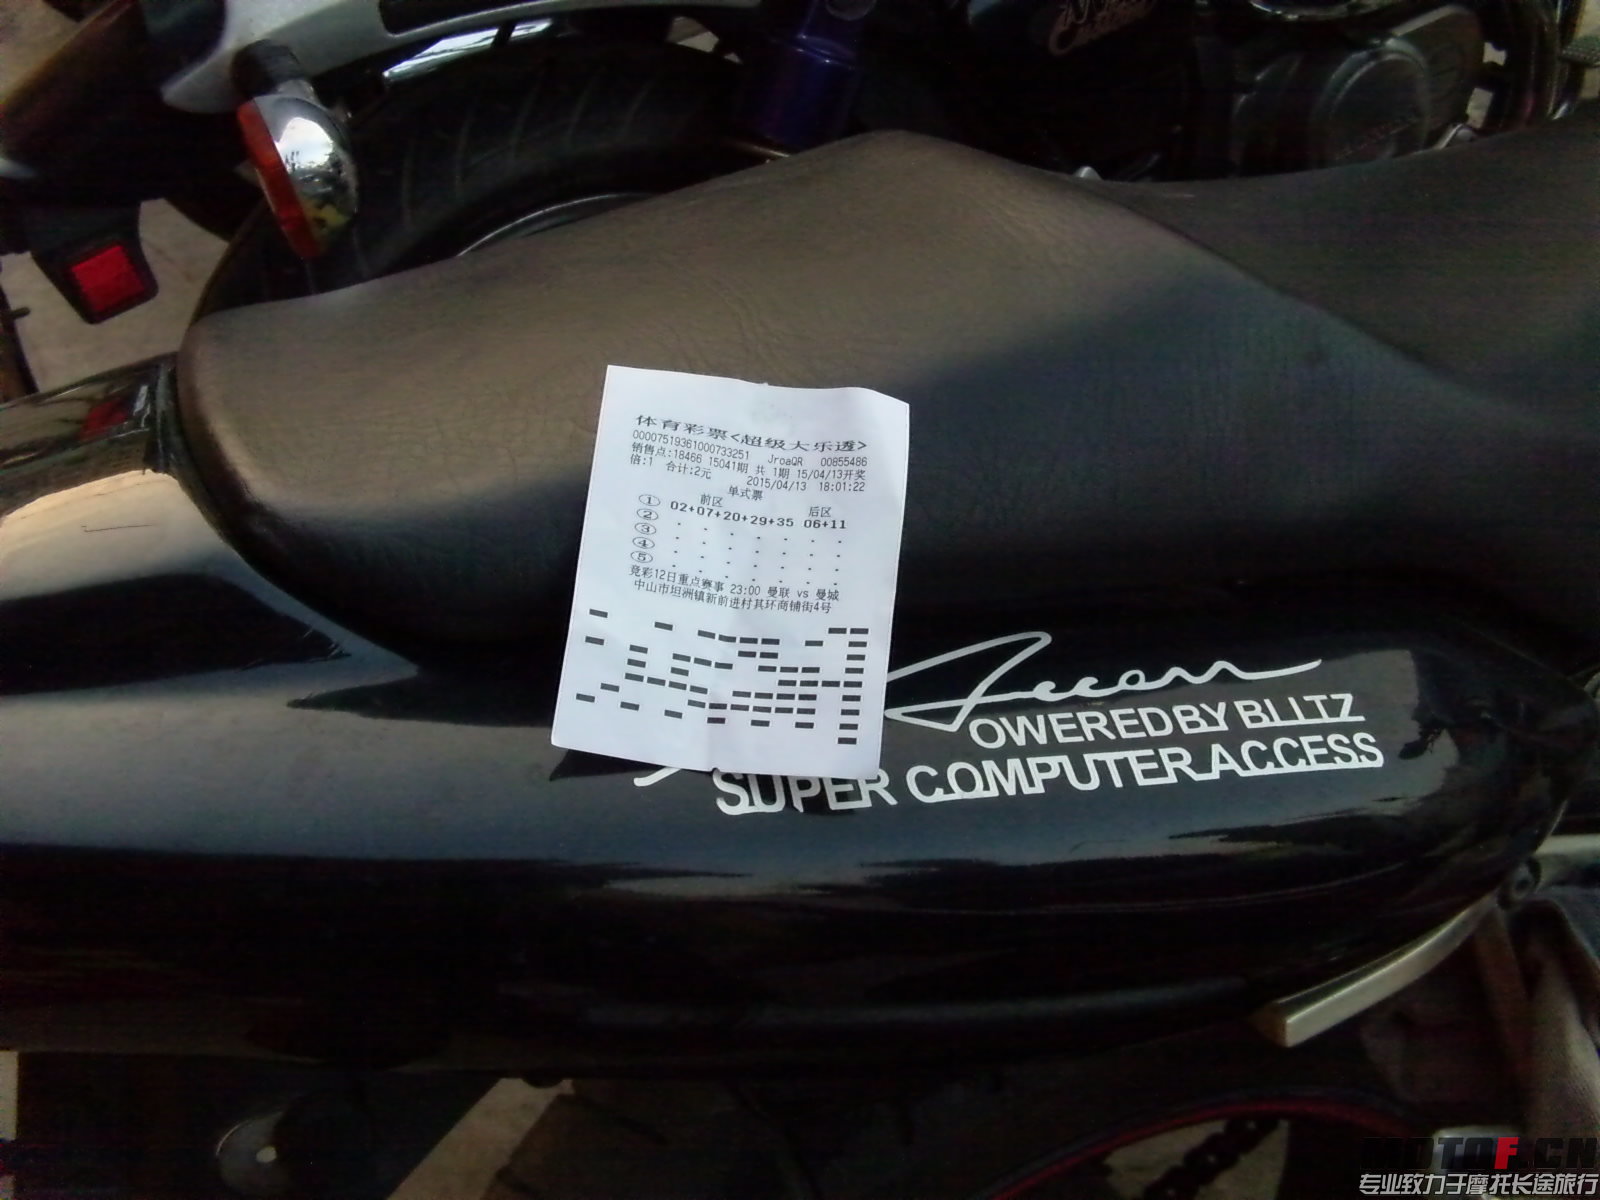 体育彩票<超级大乐透>
00007519361000733251 JroaQR 00855486
销售点:18466 15041期 共 1期 15/04/13开奖
倍:1 合计:2元 2015/04/13 18:01:22
单式票
前区 后区
① 02+07+20+29+35 06+11
②
③
④
⑤
竞彩12日重点赛事 23:00 曼联 vs 曼城
中山市坦洲镇新前进村其环商铺街4号
OWERED BY BLITZ
SUPER COMPUTER ACCESS
MOTOF.CN
专业致力于摩托长途旅行